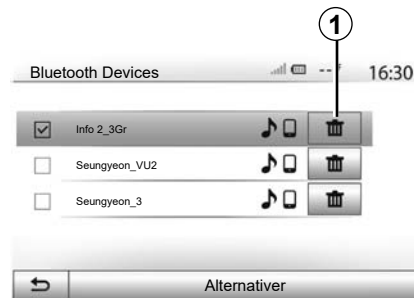 1
Bluetooth Devices -- ° 16:30
Info 2_3Gr
Seungyeon_VU2
Seungyeon_3
Alternativer